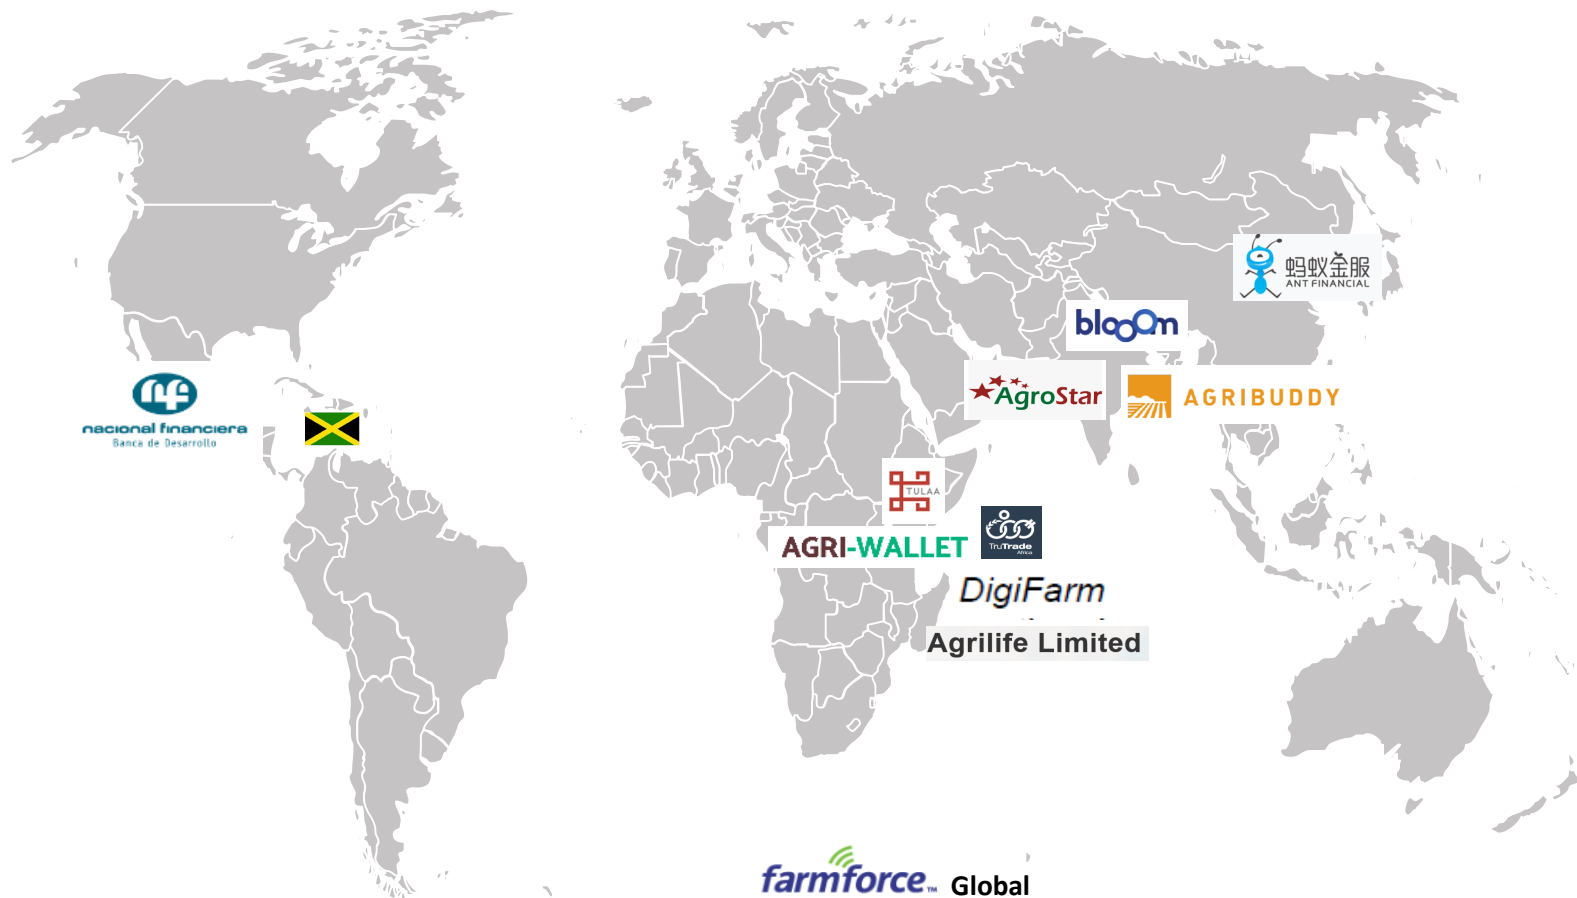 蚂蚁金服
ANT FINANCIAL
blooom
AgroStar
AGRIBUDDY
nacional financiera
Banca de Desarrollo
TULAA
AGRI-WALLET
TruTrade
Africa
DigiFarm
Agrilife Limited
farmforce™ Global